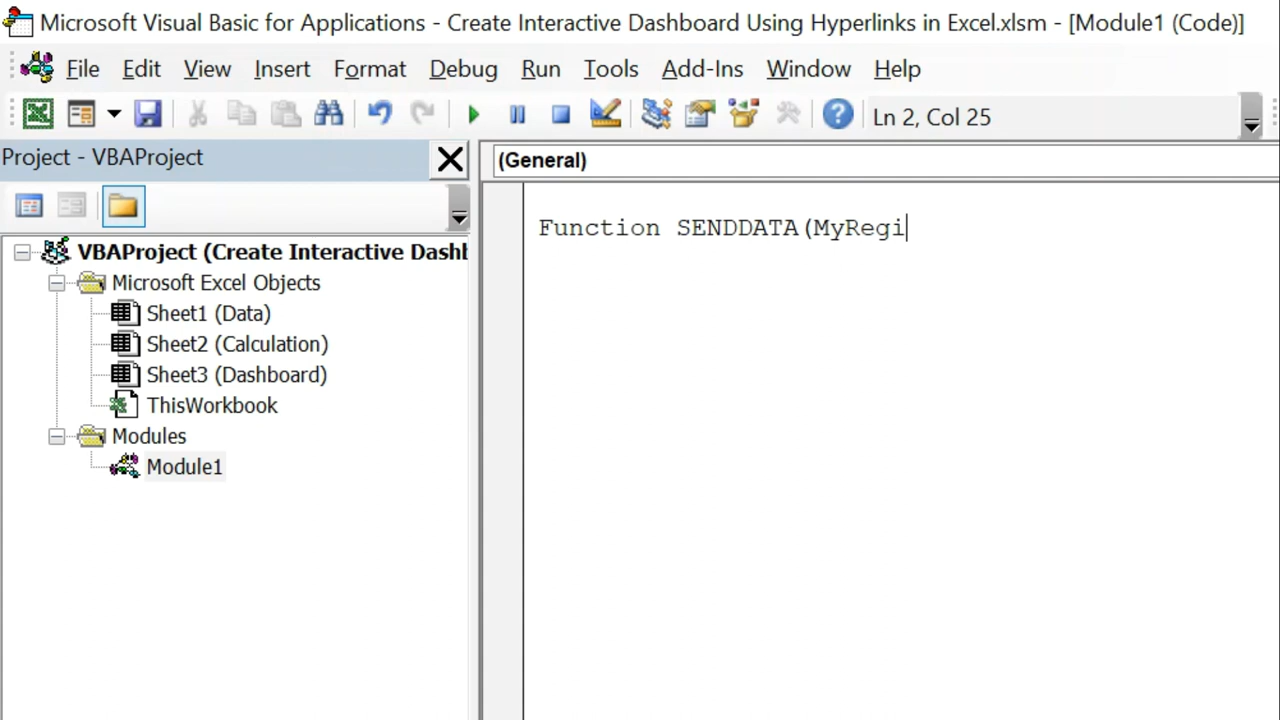 Microsoft Visual Basic for Applications - Create Interactive Dashboard Using Hyperlinks in Excel.xlsm - [Module1 (Code)]
File Edit View Insert Format Debug Run Tools Add-Ins Window Help
Ln 2, Col 25
Project - VBAProject
(General)
Function SENDDATA(MyRegi
VBAProject (Create Interactive Dashl
Microsoft Excel Objects
Sheet1 (Data)
Sheet2 (Calculation)
Sheet3 (Dashboard)
ThisWorkbook
Modules
Module1